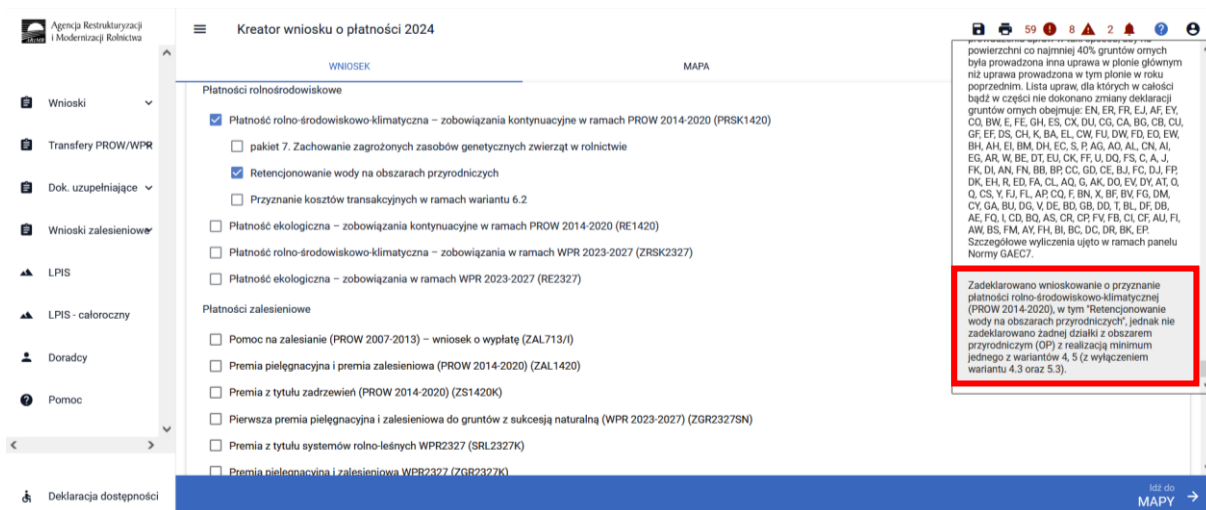 Agencja Restrukturyzacji
i Modernizacji Rolnictwa
Kreator wniosku o płatności 2024
59
8
2
WNIOSEK
MAPA
Wnioski
Transfery PROW/WPR
Dok. uzupełniające
Wnioski zalesieniowe
LPIS
LPIS - całoroczny
Doradcy
Pomoc
Deklaracja dostępności
Płatności rolnośrodowiskowe
Płatność rolno-środowiskowo-klimatyczna – zobowiązania kontynuacyjne w ramach PROW 2014-2020 (PRSK1420)
pakiet 7. Zachowanie zagrożonych zasobów genetycznych zwierząt w rolnictwie
Retencjonowanie wody na obszarach przyrodniczych
Przyznanie kosztów transakcyjnych w ramach wariantu 6.2
Płatność ekologiczna – zobowiązania kontynuacyjne w ramach PROW 2014-2020 (RE1420)
Płatność rolno-środowiskowo-klimatyczna – zobowiązania w ramach WPR 2023-2027 (ZRSK2327)
Płatność ekologiczna – zobowiązania w ramach WPR 2023-2027 (RE2327)
Płatności zalesieniowe
Pomoc na zalesianie (PROW 2007-2013) – wniosek o wypłatę (ZAL713/I)
Premia pielęgnacyjna i premia zalesieniowa (PROW 2014-2020) (ZAL1420)
Premia z tytułu zadrzewień (PROW 2014-2020) (ZS1420K)
Pierwsza premia pielęgnacyjna i zalesieniowa do gruntów z sukcesją naturalną (WPR 2023-2027) (ZGR2327SN)
Premia z tytułu systemów rolno-leśnych WPR2327 (SRL2327K)
Premia pielęgnacyjna i zalesieniowa WPR2327 (ZGR2327K)
prowadzenia upraw w taki sposób, aby na
powierzchni co najmniej 40% gruntów ornych
była prowadzona inna uprawa w plonie głównym
niż uprawa prowadzona w tym plonie w roku
poprzednim. Lista upraw, dla których w całości
bądź w części nie dokonano zmiany deklaracji
gruntów ornych obejmuje: EN, ER, FR, EJ, AF, EY,
CO, BW, E, FE, GH, ES, CX, DU, CG, CA, BG, CB, CU,
GF, EF, DS, CH, K, BA, EL, CW, FU, DW, FD, EO, EW,
BH, AH, EI, BM, DH, EC, S, P, AG, AO, AL, CN, AI,
EG, AR, W, BE, DT, EU, CK, FF, U, DQ, FS, C, A, J,
FK, DI, AN, FN, BB, BP, CC, GD, CE, BJ, FC, DJ, FP,
DK, EH, R, ED, FA, CL, AQ, G, AK, DO, EV, DY, AT, O,
Q, CS, Y, FJ, FL, AP, CQ, F, BN, X, BF, BV, FG, DM,
CY, GA, BU, DG, V, DE, BD, GB, DD, T, BL, DF, DB,
AE, FQ, I, CD, BQ, AS, CR, CP, FV, FB, CI, CF, AU, FI,
AW, BS, FM, AY, FH, BI, BC, DC, DR, BK, EP.
Szczegółowe wyliczenia ujęto w ramach panelu
Normy GAEC7.
Zadeklarowano wnioskowanie o przyznanie
płatności rolno-środowiskowo-klimatycznej
(PROW 2014-2020), w tym "Retencjonowanie
wody na obszarach przyrodniczych", jednak nie
zadeklarowano żadnej działki z obszarem
przyrodniczym (OP) z realizacją minimum
jednego z wariantów 4, 5 (z wyłączeniem
wariantu 4.3 oraz 5.3).
Idź do
MAPY